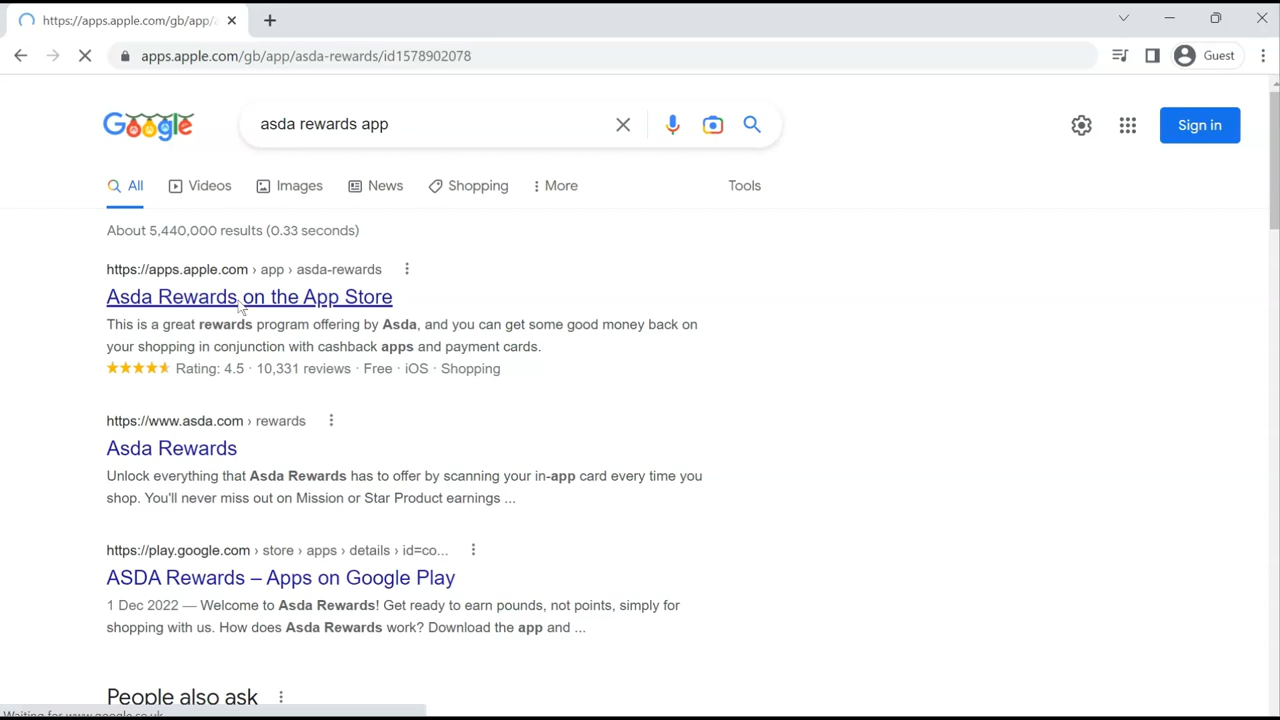 https://apps.apple.com/gb/app/
apps.apple.com/gb/app/asda-rewards/id1578902078
Guest
Google
asda rewards app
Sign in
All
Videos
Images
News
Shopping
More
Tools
About 5,440,000 results (0.33 seconds)
https://apps.apple.com › app › asda-rewards
Asda Rewards on the App Store
This is a great rewards program offering by Asda, and you can get some good money back on
your shopping in conjunction with cashback apps and payment cards.
Rating: 4.5 · 10,331 reviews · Free · iOS · Shopping
https://www.asda.com › rewards
Asda Rewards
Unlock everything that Asda Rewards has to offer by scanning your in-app card every time you
shop. You'll never miss out on Mission or Star Product earnings ...
https://play.google.com › store › apps › details › id=co...
ASDA Rewards – Apps on Google Play
1 Dec 2022 — Welcome to Asda Rewards! Get ready to earn pounds, not points, simply for
shopping with us. How does Asda Rewards work? Download the app and ...
People also ask
Waiting for www.google.co.uk